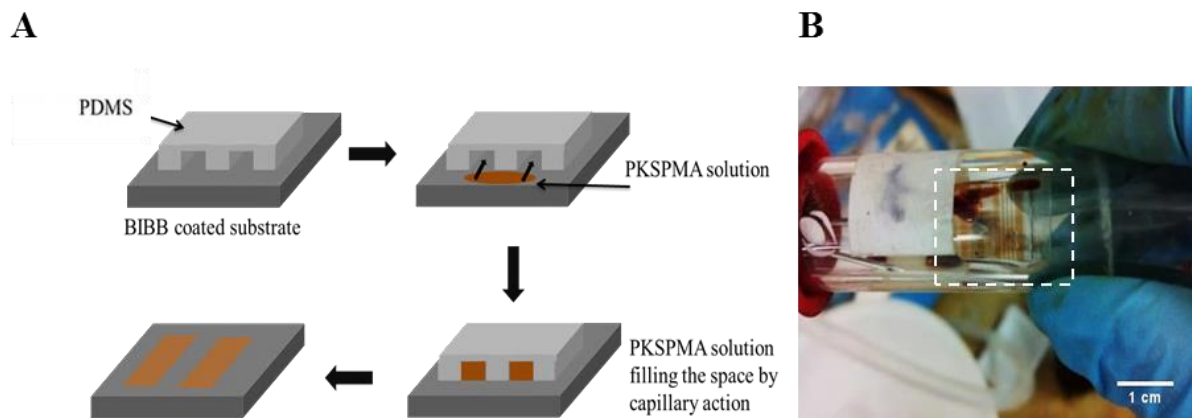 A
B
PDMS
PKSPMA solution
BIBB coated substrate
PKSPMA solution
filling the space by
capillary action
1 cm